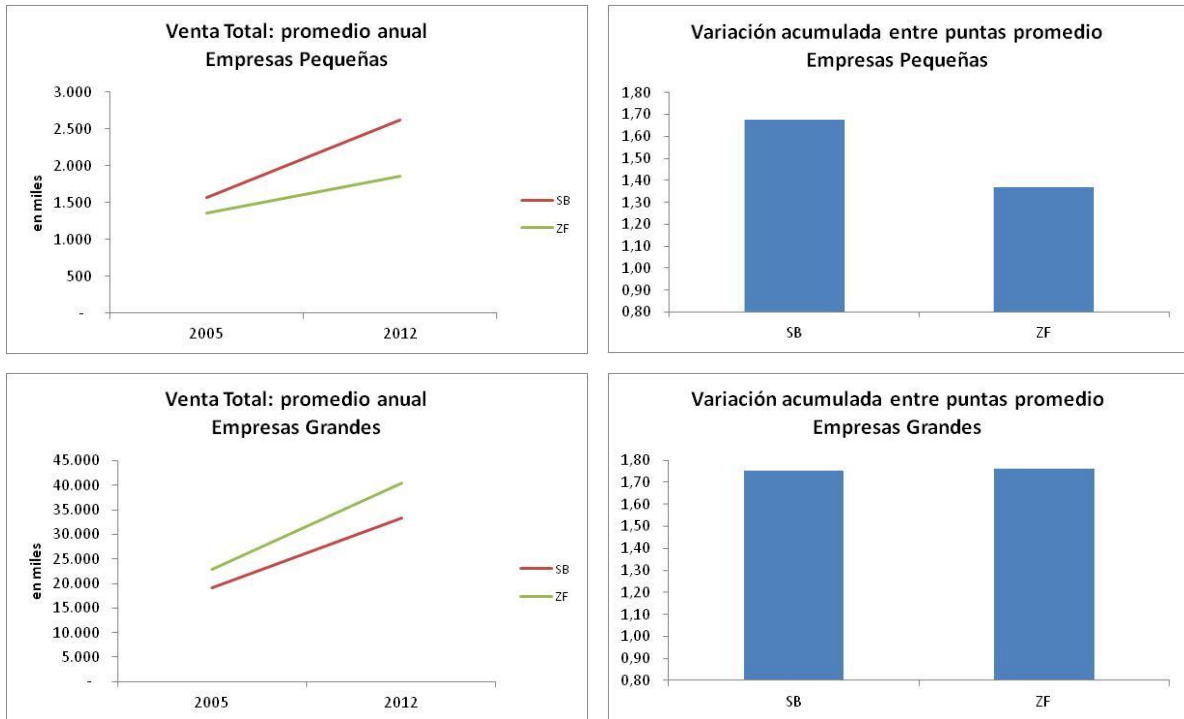 Venta Total: promedio anual
Empresas Pequeñas
3.000
2.500
2.000
1.500
1.000
500
-
en miles
2005
2012
SB
ZF
Variación acumulada entre puntas promedio
Empresas Pequeñas
1,80
1,70
1,60
1,50
1,40
1,30
1,20
1,10
1,00
0,90
0,80
SB
ZF
Venta Total: promedio anual
Empresas Grandes
45.000
40.000
35.000
30.000
25.000
20.000
15.000
10.000
5.000
-
en miles
2005
2012
SB
ZF
Variación acumulada entre puntas promedio
Empresas Grandes
1,80
1,70
1,60
1,50
1,40
1,30
1,20
1,10
1,00
0,90
0,80
SB
ZF